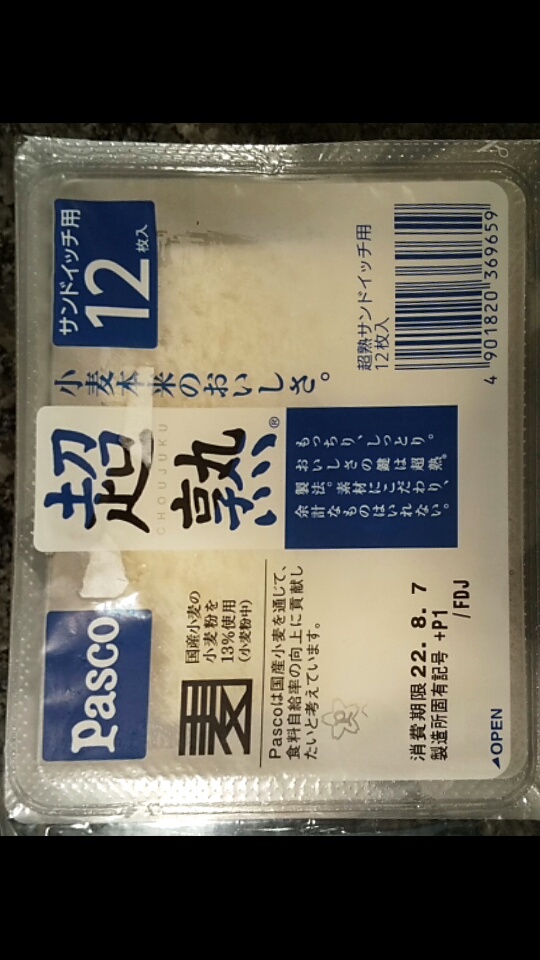 サンドイッチ用
12枚入
小麦本来のおいしさ。
超熟®
CHOUJUKU
もっちり、しっとり。
おいしさの鍵は超熟®
製法。素材にこだわり、
余計なものはいれない。
Pasco
国産小麦の
小麦粉を
13%使用
(小麦粉中)
麦
Pascoは国産小麦を通じて、
食料自給率の向上に貢献し
たいと考えています。
超熟サンドイッチ用
12枚入
4 901820 369659
消費期限 22.8.7
製造所固有記号 +P1
/FDJ
◢OPEN